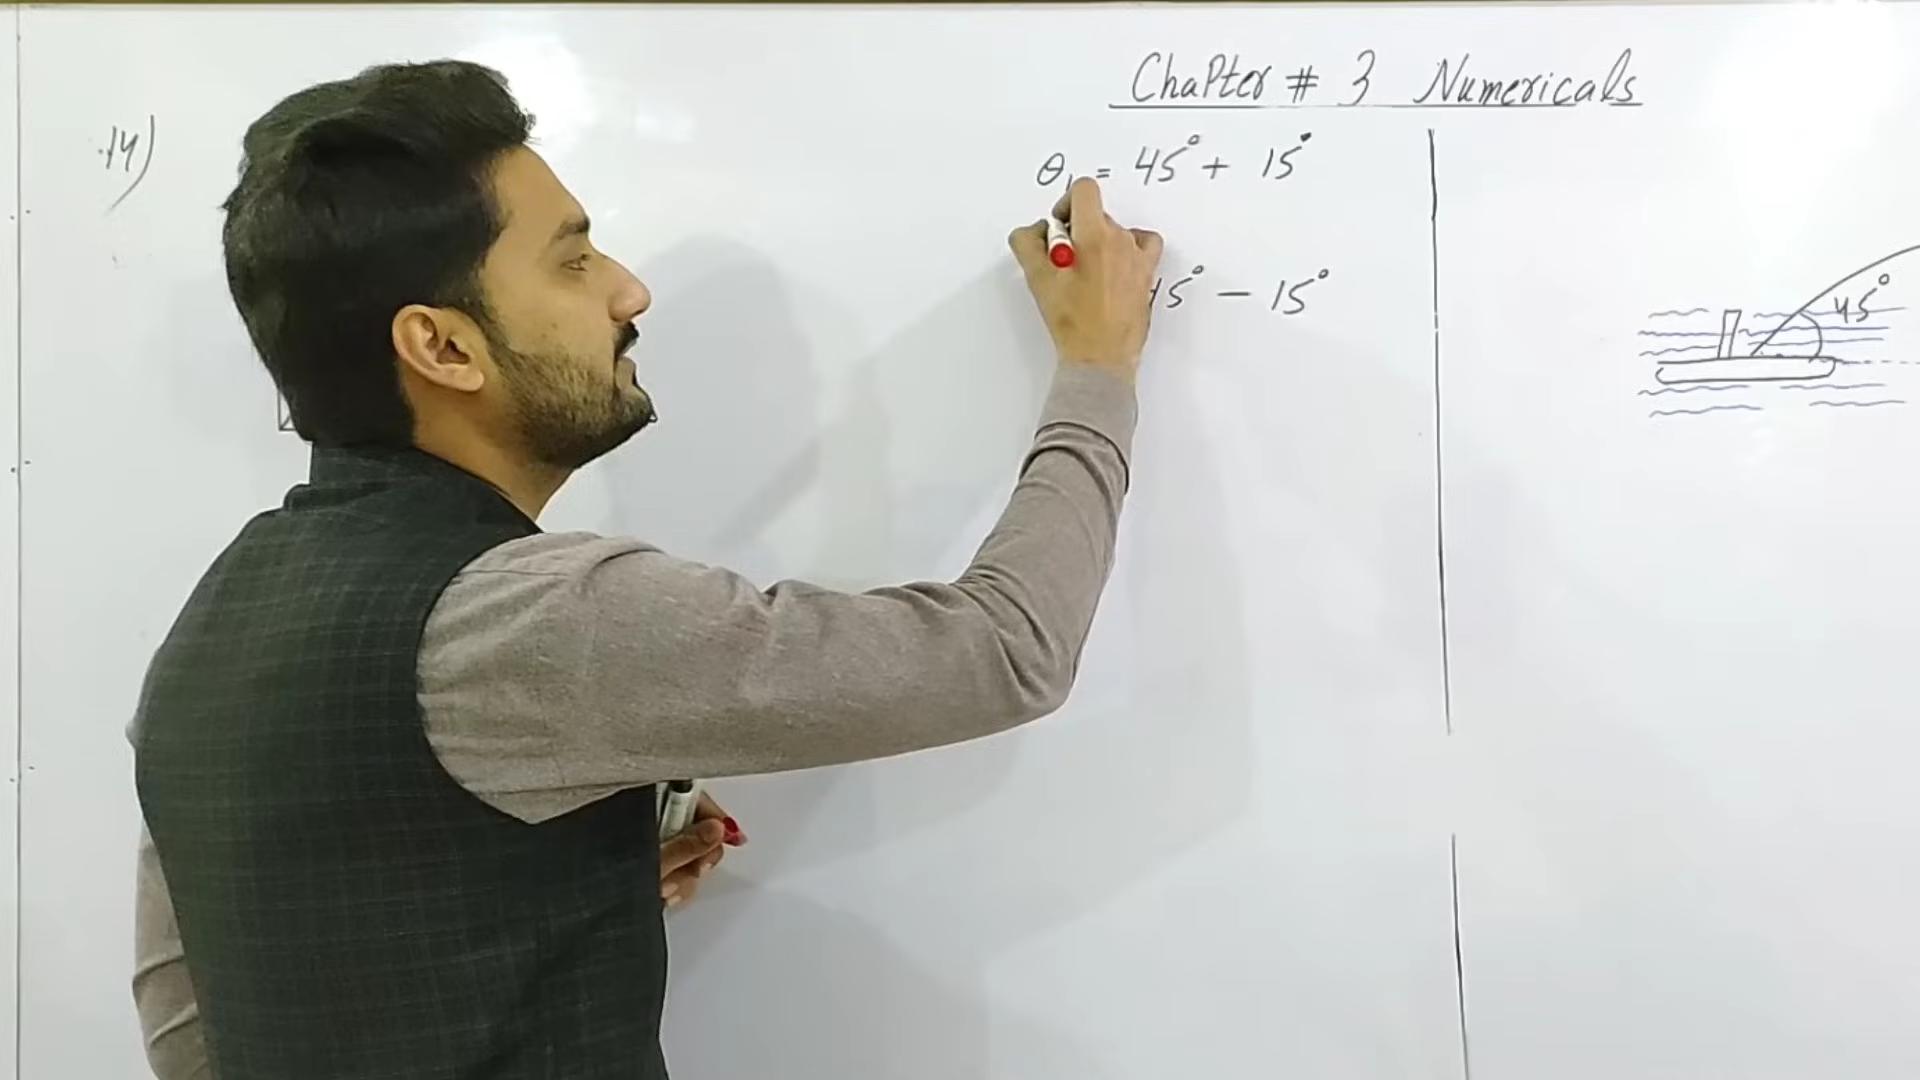 Chapter # 3 Numericals
14)
θ₁ = 45° + 15°
45° - 15°
45°